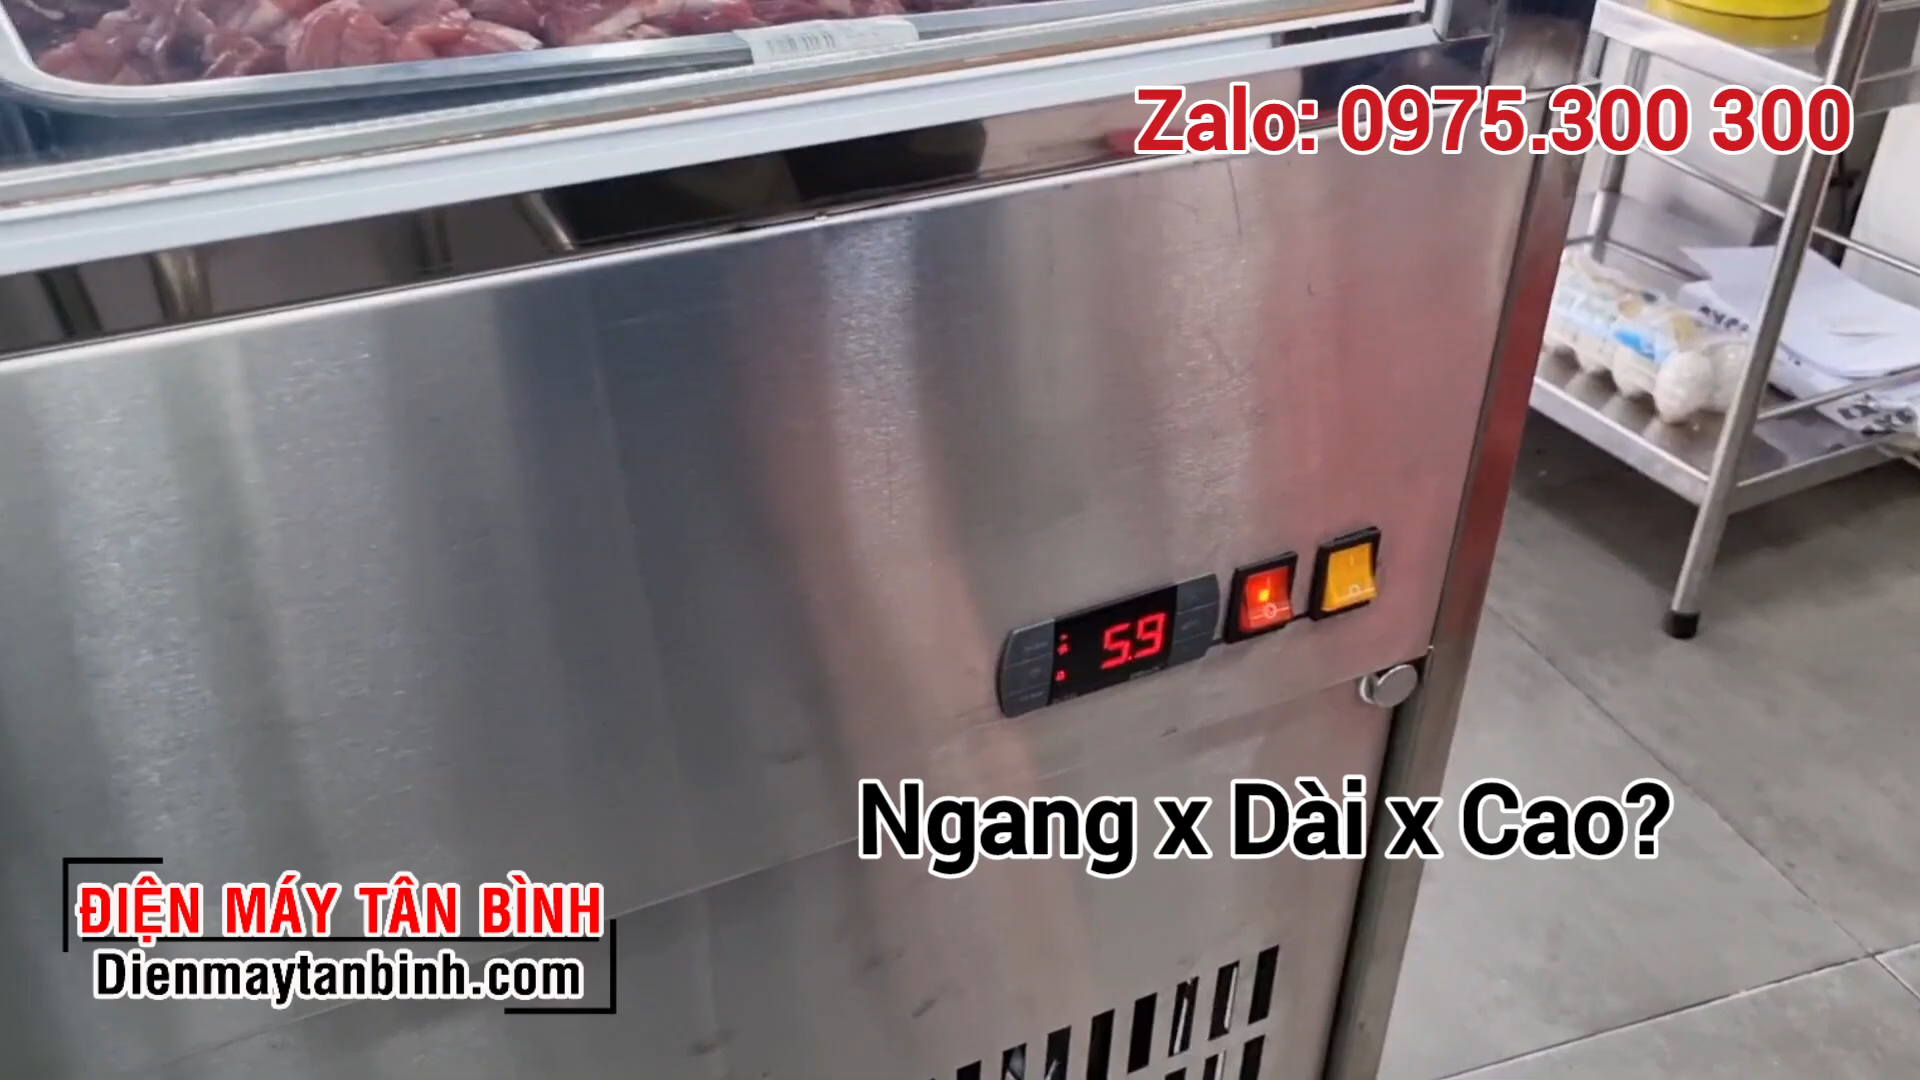 Zalo: 0975.300 300
5.9
Ngang x Dài x Cao?
ĐIỆN MÁY TÂN BÌNH
Dienmaytanbinh.com